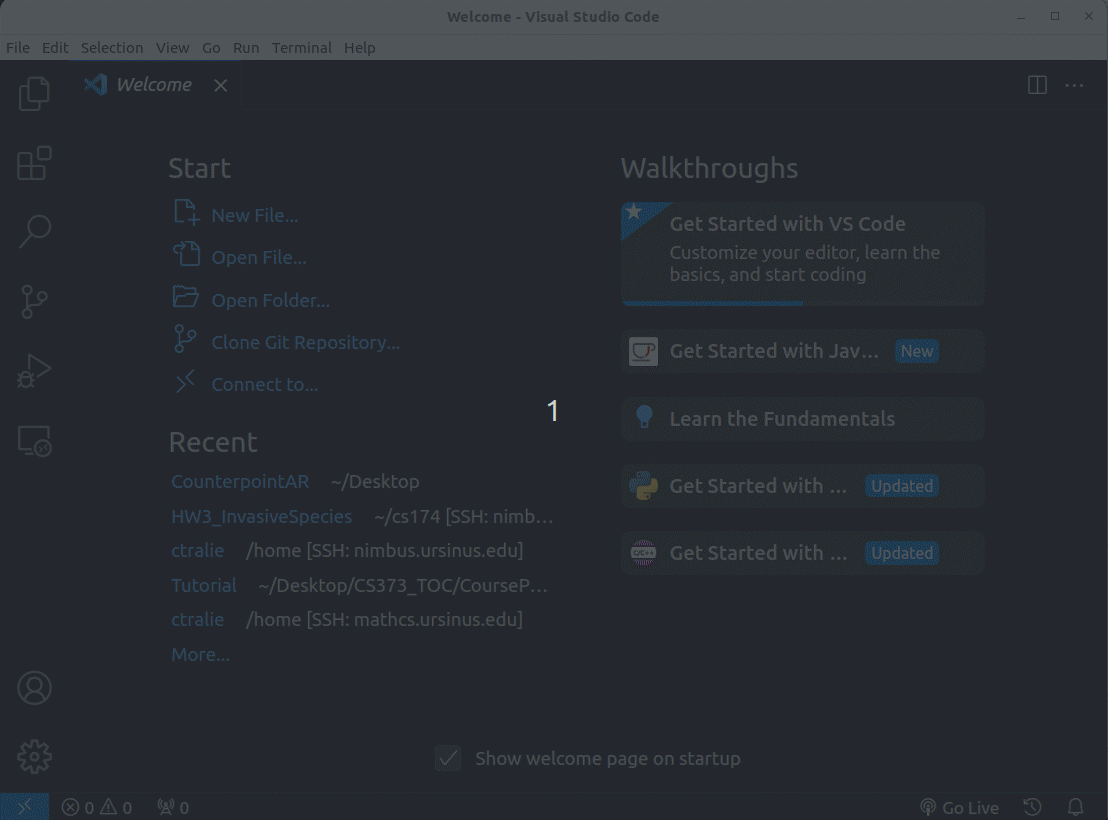 Welcome - Visual Studio Code
File Edit Selection View Go Run Terminal Help
Welcome
Start
New File...
Open File...
Open Folder...
Clone Git Repository...
Connect to...
Recent
CounterpointAR ~/Desktop
HW3_InvasiveSpecies ~/cs174 [SSH: nimb...
ctralie /home [SSH: nimbus.ursinus.edu]
Tutorial ~/Desktop/CS373_TOC/CourseP...
ctralie /home [SSH: mathcs.ursinus.edu]
More...
Walkthroughs
Get Started with VS Code
Customize your editor, learn the
basics, and start coding
Get Started with Jav... New
Learn the Fundamentals
Get Started with ... Updated
C/C++
Get Started with ... Updated
1
Show welcome page on startup
0 0 0 Go Live